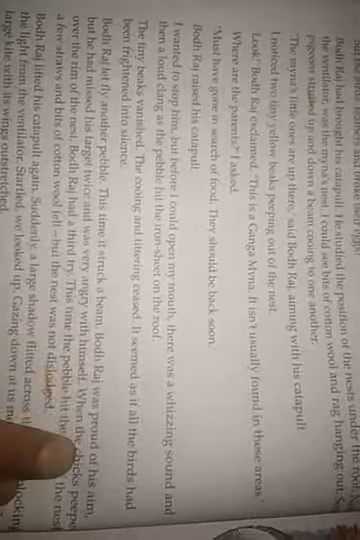 Bodh Raj had brought his catapult. He studied the position of the nests under the roof.
the ventilator, was the myna's nest. I could see bits of cotton wool and rag hanging out.
pigeons strutted up and down a beam cooing to one another.
'The myna's little ones are up there,' said Bodh Raj, aiming with his catapult.
I noticed two tiny yellow beaks peeping out of the nest.
'Look!' Bodh Raj exclaimed. 'This is a Ganga Myna. It isn't usually found in these areas.'
'Where are the parents?' I asked.
'Must have gone in search of food. They should be back soon.'
Bodh Raj raised his catapult.
I wanted to stop him, but before I could open my mouth, there was a whizzing sound and
then a loud clang as the pebble hit the iron-sheet on the roof.
The tiny beaks vanished. The cooing and tittering ceased. It seemed as if all the birds had
been frightened into silence.
Bodh Raj let fly another pebble. This time it struck a beam. Bodh Raj was proud of his aim,
but he had missed his target twice and was very angry with himself. When the chicks
over the rim of the nest, Bodh Raj had a third try. This time the pebble hit the the nest
a few straws and bits of cotton wool fell – but the nest was not dislodged.
Bodh Raj lifted his catapult again. Suddenly, a large shadow flitted across
the light from the ventilator. Startled, we looked up. Gazing down at us
large kite with its wings outstretched.